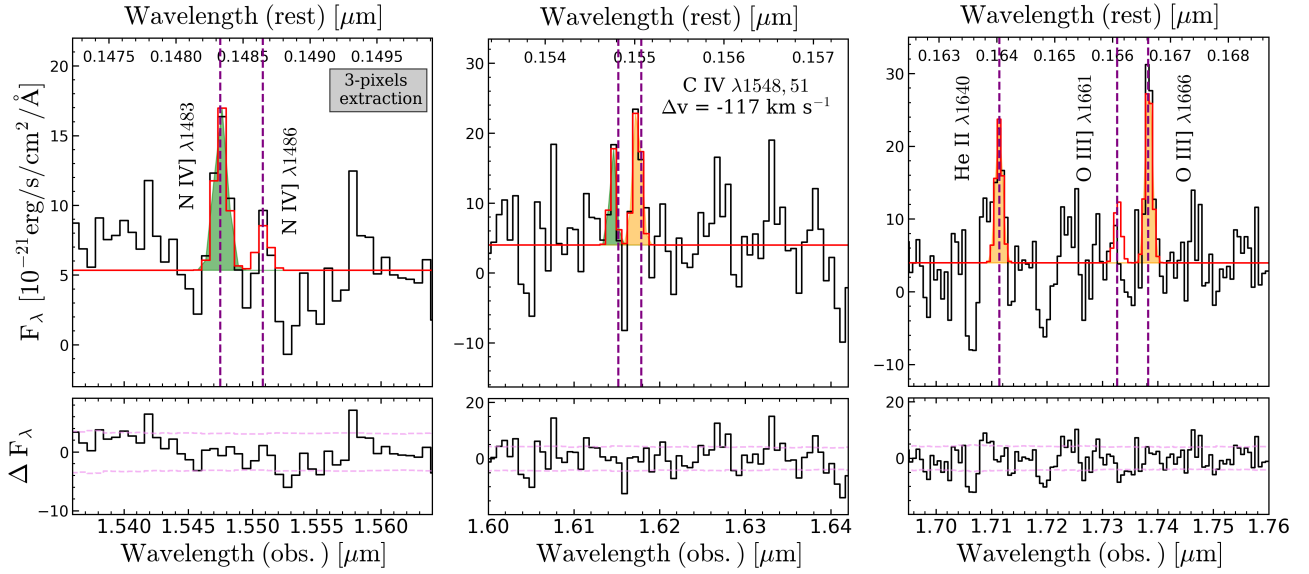 Wavelength (rest) [μm]
Wavelength (rest) [μm]
Wavelength (rest) [μm]
0.1475 0.1480 0.1485 0.1490 0.1495
0.154 0.155 0.156 0.157
0.163 0.164 0.165 0.166 0.167 0.168
F_λ [10⁻²¹erg/s/cm²/Å]
20
15
10
5
0
3-pixels
extraction
N IV] λ1483
N IV] λ1486
30
20
10
0
−10
C IV λ1548, 51
Δv = -117 km s⁻¹
30
20
10
0
−10
He II λ1640
O III] λ1661
O III] λ1666
Δ F_λ
0
−10
20
0
20
0
1.540 1.545 1.550 1.555 1.560
1.60 1.61 1.62 1.63 1.64
1.70 1.71 1.72 1.73 1.74 1.75 1.76
Wavelength (obs.) [μm]
Wavelength (obs.) [μm]
Wavelength (obs.) [μm]